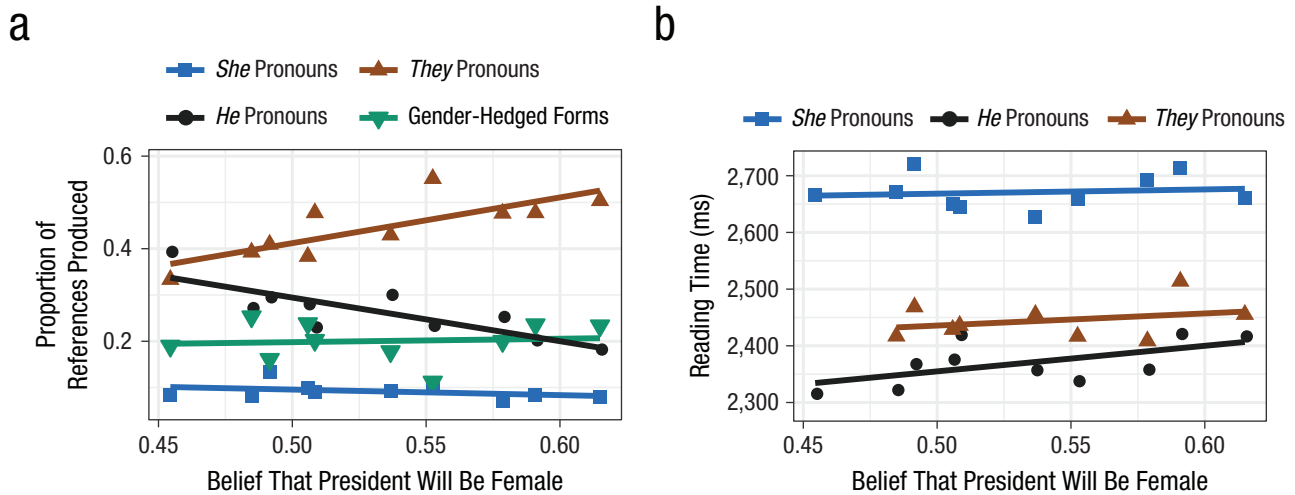 a
She Pronouns
They Pronouns
He Pronouns
Gender-Hedged Forms
Proportion of
References Produced
0.6
0.4
0.2
0.45
0.50
0.55
0.60
Belief That President Will Be Female
b
She Pronouns
He Pronouns
They Pronouns
Reading Time (ms)
2,700
2,600
2,500
2,400
2,300
0.45
0.50
0.55
0.60
Belief That President Will Be Female